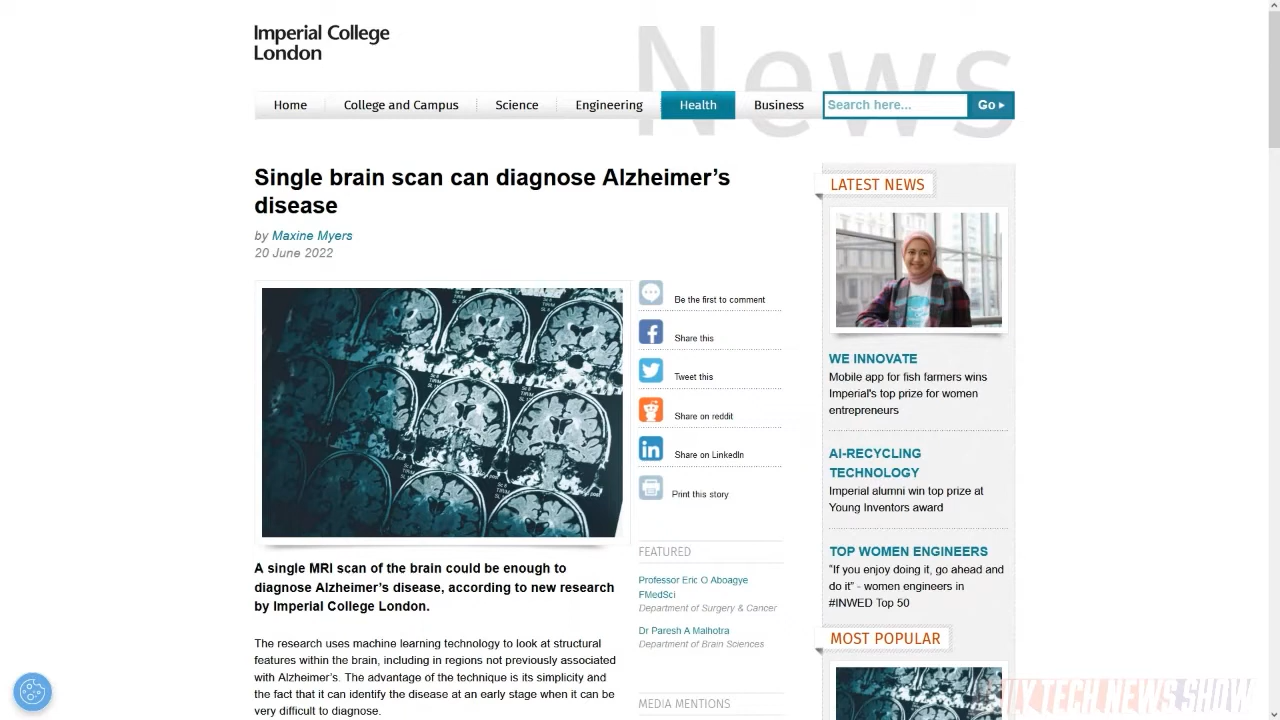 Imperial College
London
News
Home
College and Campus
Science
Engineering
Health
Business
Search here...
Go
Single brain scan can diagnose Alzheimer's
disease
by Maxine Myers
20 June 2022
Be the first to comment
Share this
Tweet this
Share on reddit
Share on LinkedIn
Print this story
A single MRI scan of the brain could be enough to
diagnose Alzheimer's disease, according to new research
by Imperial College London.
The research uses machine learning technology to look at structural
features within the brain, including in regions not previously associated
with Alzheimer's. The advantage of the technique is its simplicity and
the fact that it can identify the disease at an early stage when it can be
very difficult to diagnose.
FEATURED
Professor Eric O Aboagye
FMedSci
Department of Surgery & Cancer
Dr Paresh A Malhotra
Department of Brain Sciences
MEDIA MENTIONS
LATEST NEWS
WE INNOVATE
Mobile app for fish farmers wins
Imperial's top prize for women
entrepreneurs
AI-RECYCLING
TECHNOLOGY
Imperial alumni win top prize at
Young Inventors award
TOP WOMEN ENGINEERS
"If you enjoy doing it, go ahead and
do it" - women engineers in
#INWED Top 50
MOST POPULAR
TECH NEWS SHOW